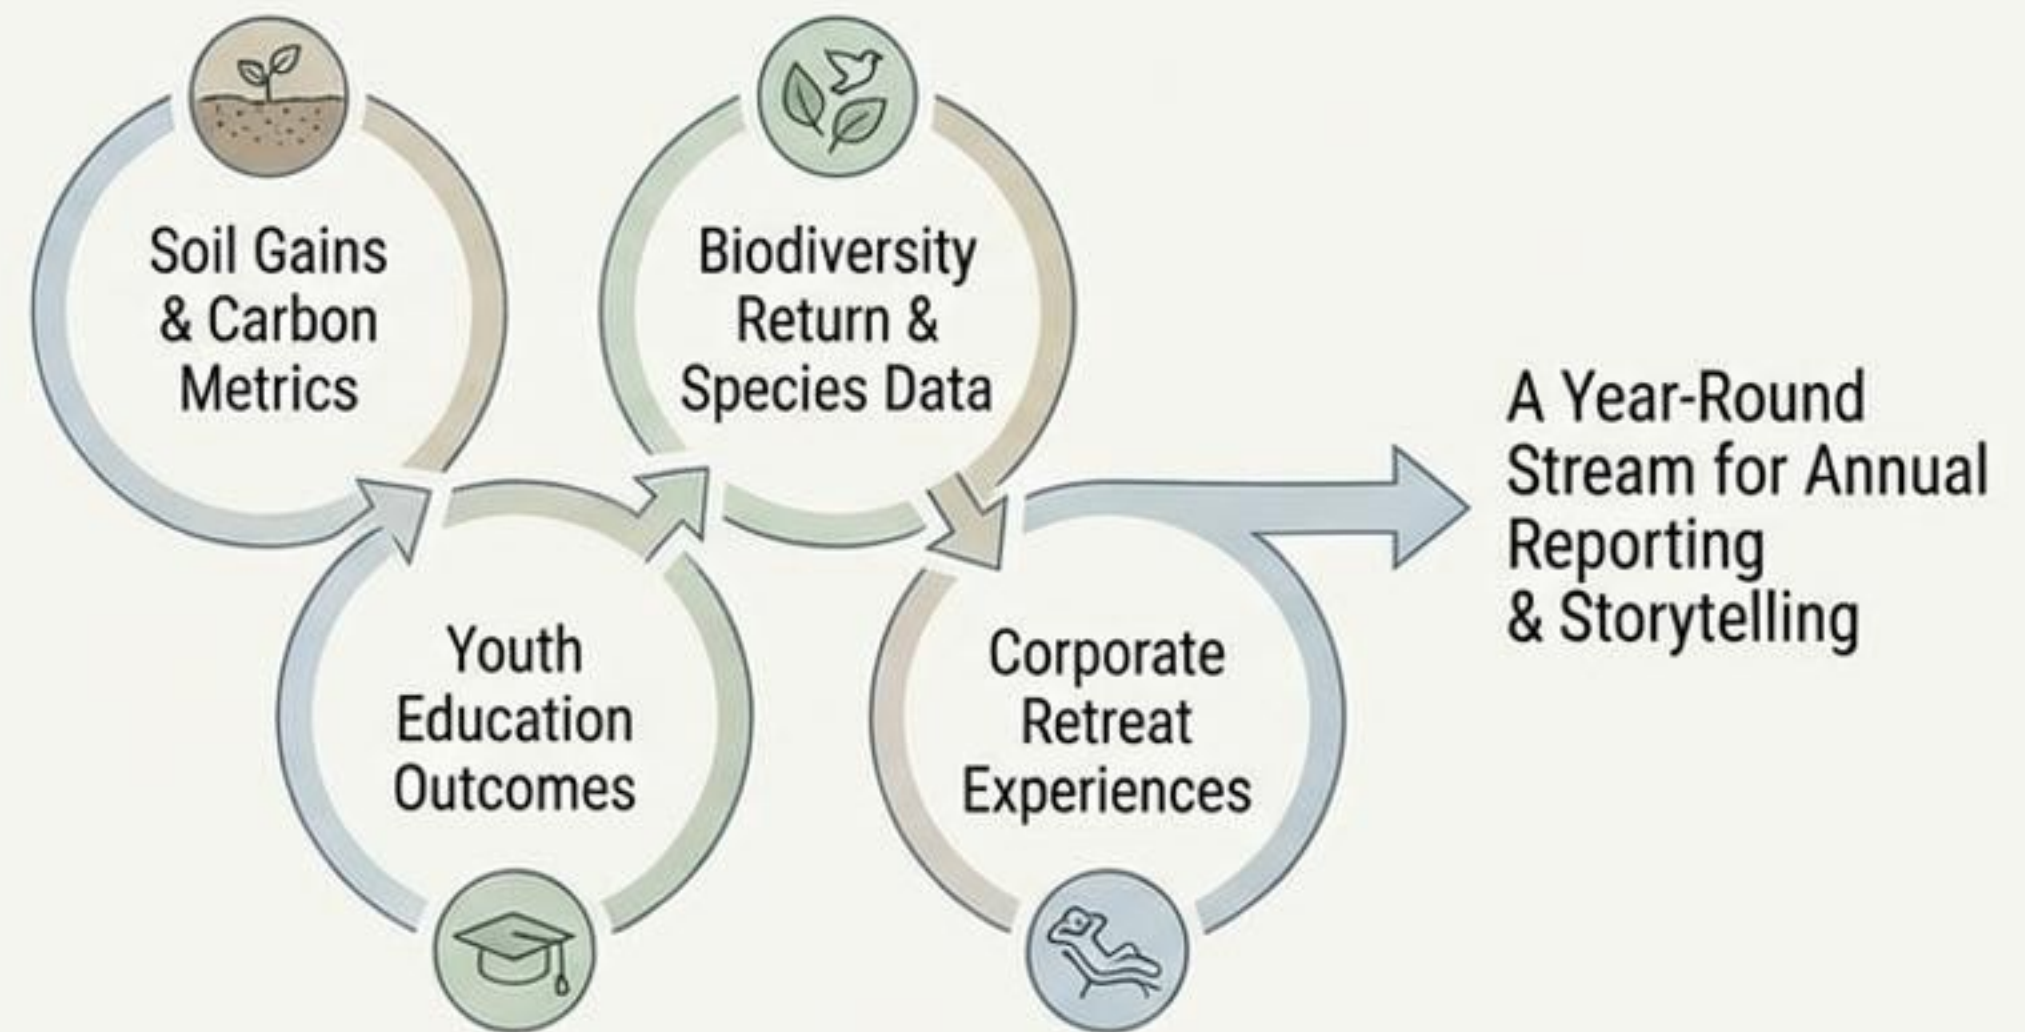 Soil Gains
& Carbon
Metrics
Biodiversity
Return &
Species Data
Youth
Education
Outcomes
Corporate
Retreat
Experiences
A Year-Round
Stream for Annual
Reporting
& Storytelling